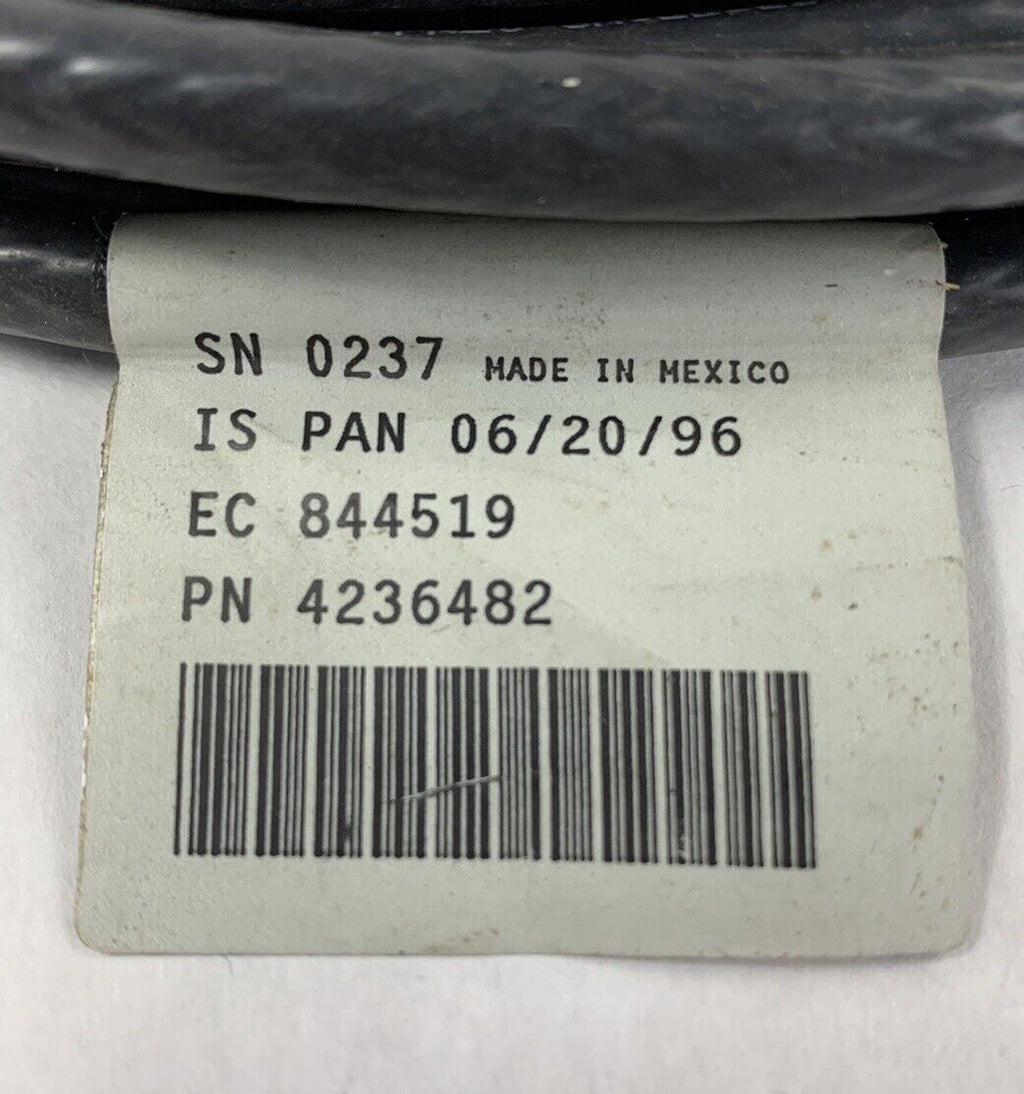 SN 0237 MADE IN MEXICO
IS PAN 06/20/96
EC 844519
PN 4236482